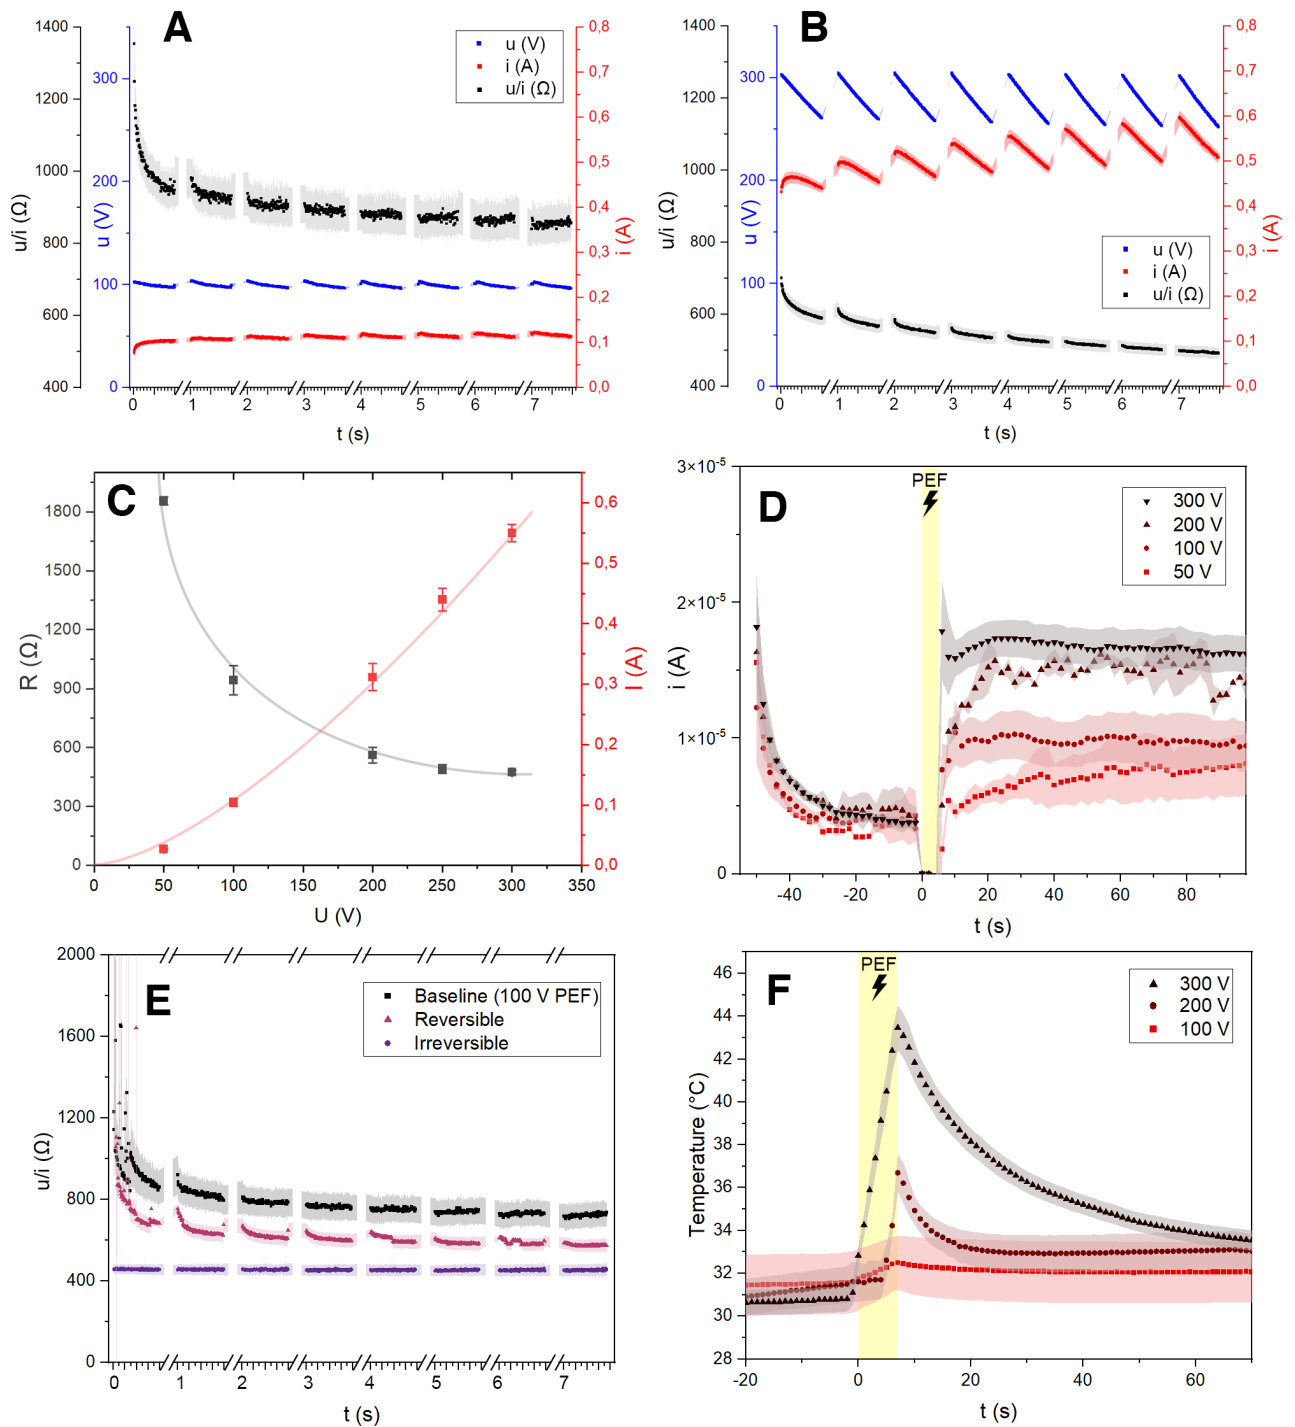 A
1400
1200
1000
800
600
400
u/i (Ω)
300
200
100
0
u (V)
0,8
0,7
0,6
0,5
0,4
0,3
0,2
0,1
0,0
i (A)
u (V)
i (A)
u/i (Ω)
0 1 2 3 4 5 6 7
t (s)
B
1400
1200
1000
800
600
400
u/i (Ω)
300
200
100
0
u (V)
0,8
0,7
0,6
0,5
0,4
0,3
0,2
0,1
0,0
i (A)
u (V)
i (A)
u/i (Ω)
0 1 2 3 4 5 6 7
t (s)
C
1800
1500
1200
900
600
300
0
R (Ω)
0,6
0,5
0,4
0,3
0,2
0,1
0,0
I (A)
0 50 100 150 200 250 300 350
U (V)
D
PEF
3×10⁻⁵
2×10⁻⁵
1×10⁻⁵
0
i (A)
300 V
200 V
100 V
50 V
-40 -20 0 20 40 60 80
t (s)
E
2000
1600
1200
800
400
0
u/i (Ω)
Baseline (100 V PEF)
Reversible
Irreversible
0 1 2 3 4 5 6 7
t (s)
F
PEF
46
44
42
40
38
36
34
32
30
28
Temperature (°C)
300 V
200 V
100 V
-20 0 20 40 60
t (s)